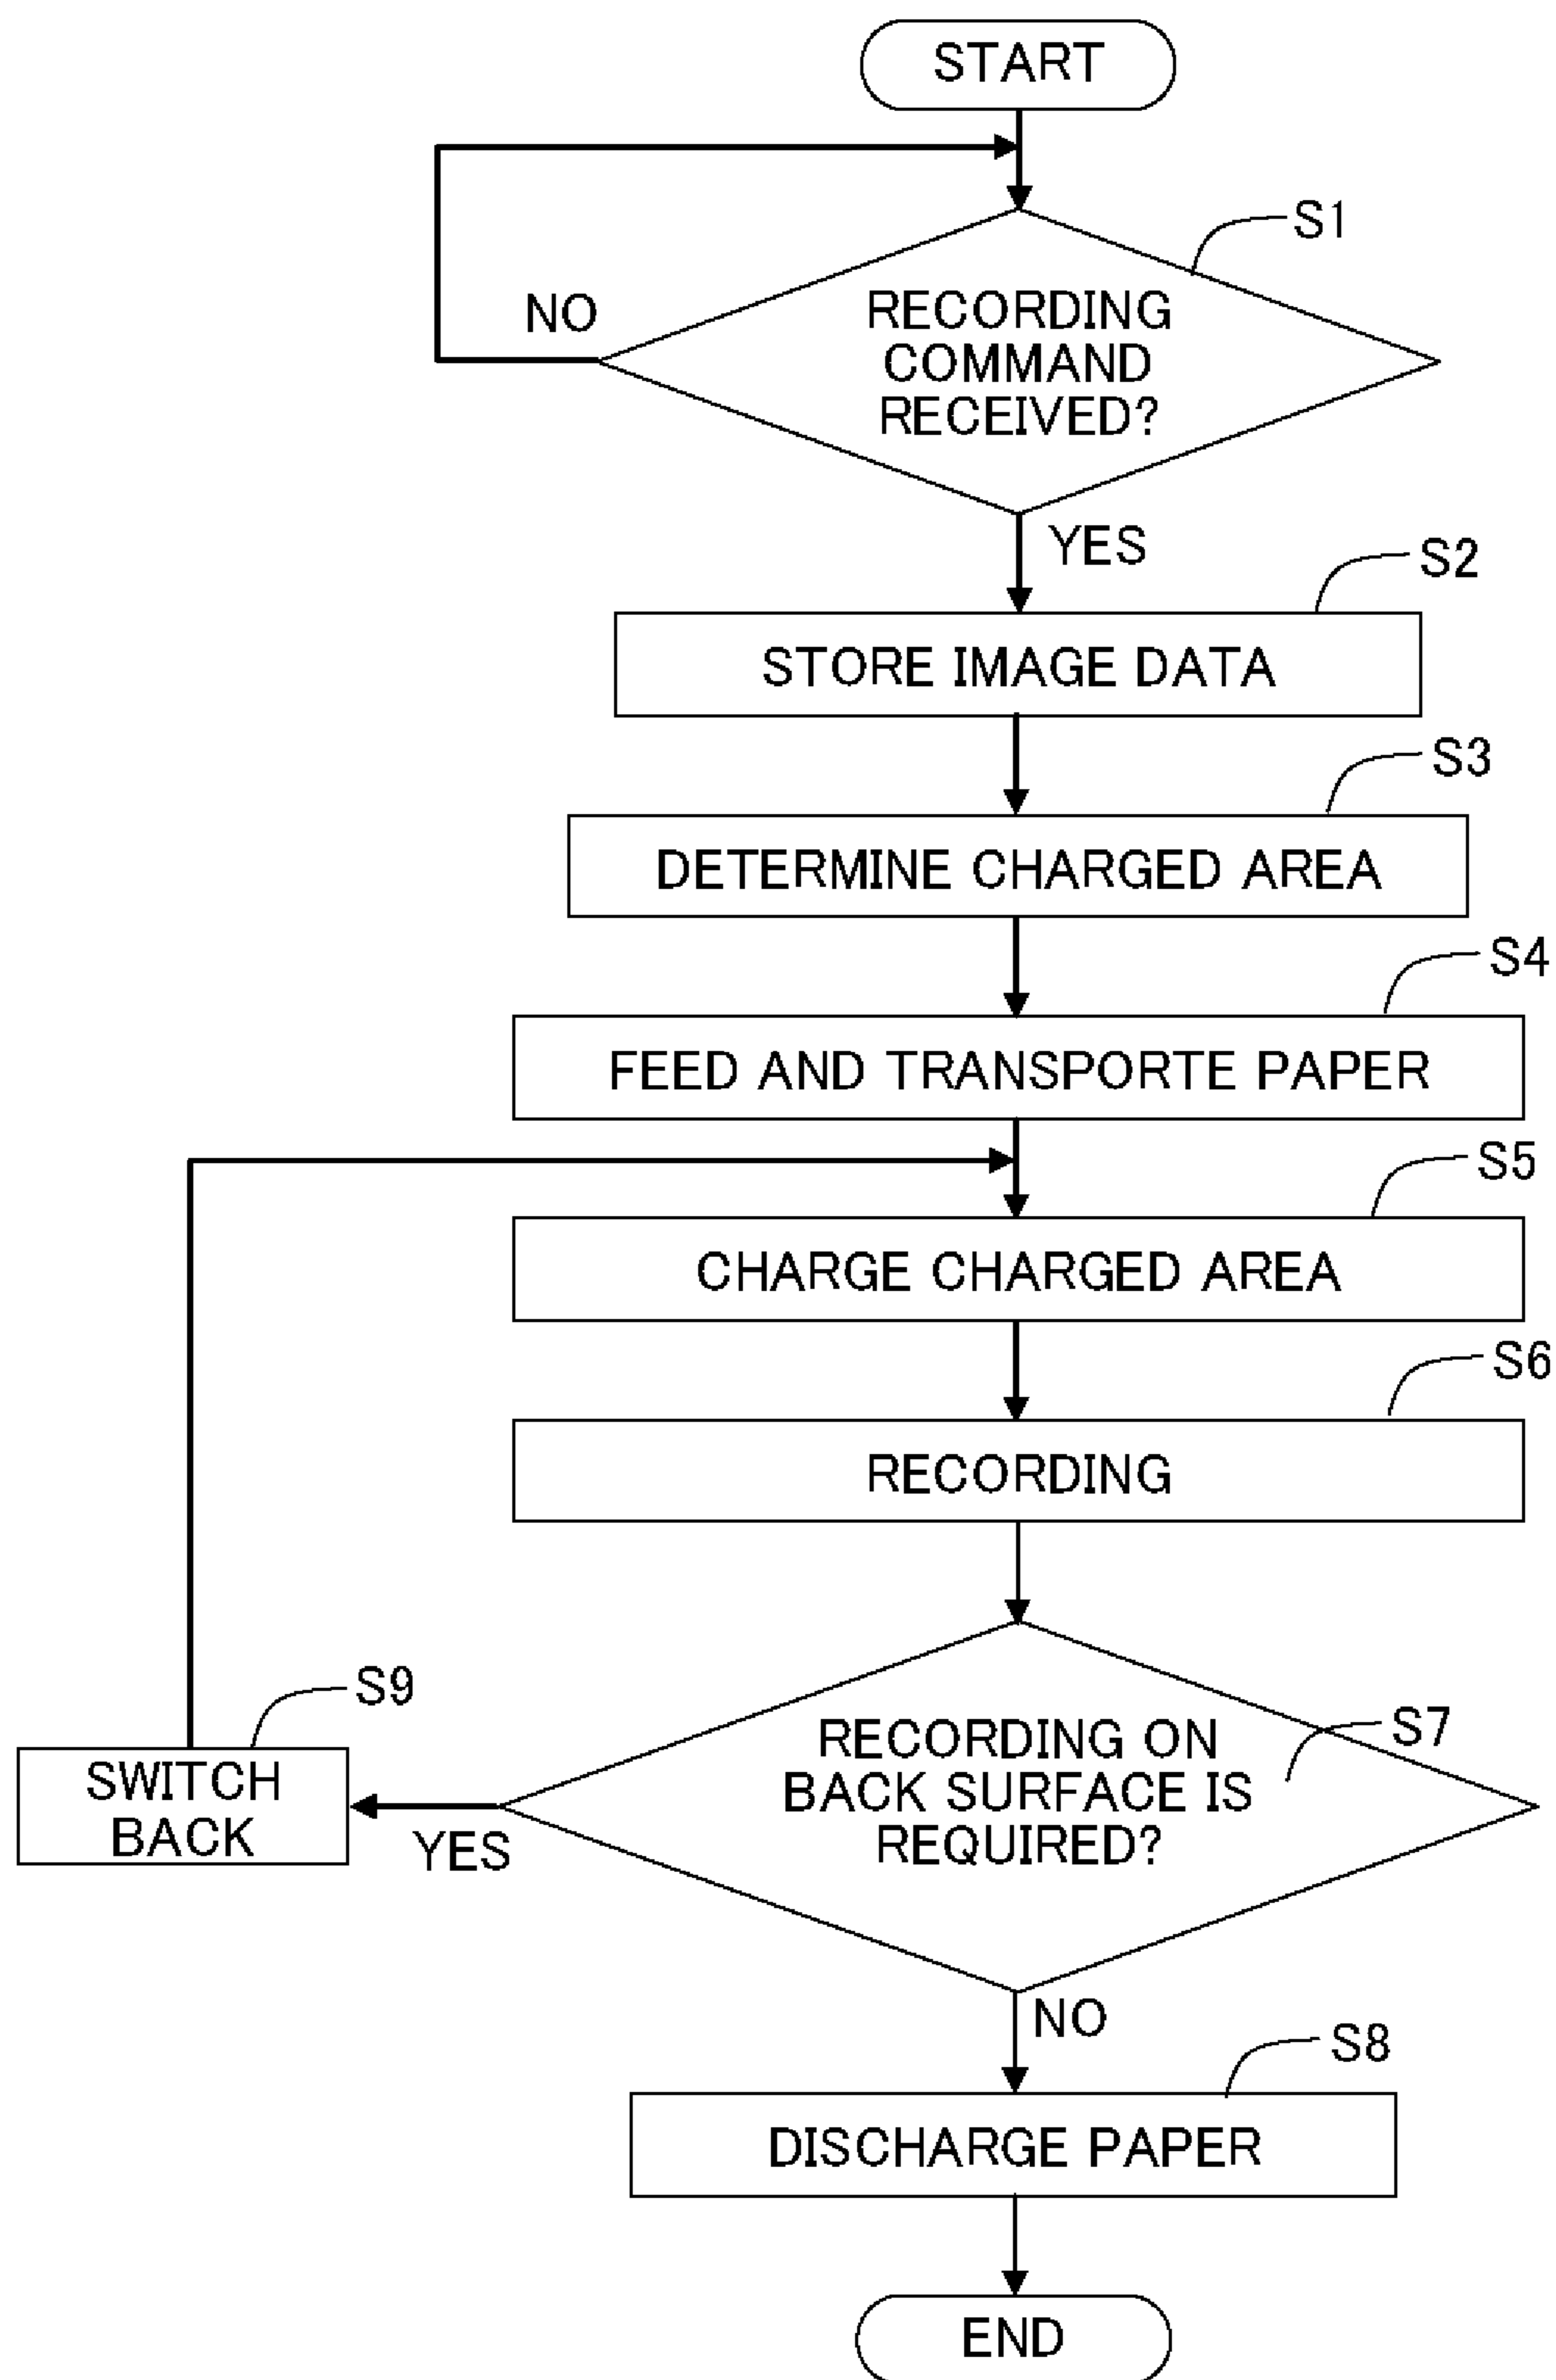 START
S1
NO
RECORDING
COMMAND
RECEIVED?
YES
S2
STORE IMAGE DATA
S3
DETERMINE CHARGED AREA
S4
FEED AND TRANSPORTE PAPER
S5
CHARGE CHARGED AREA
S6
RECORDING
S9
SWITCH
BACK
YES
S7
RECORDING ON
BACK SURFACE IS
REQUIRED?
NO
S8
DISCHARGE PAPER
END